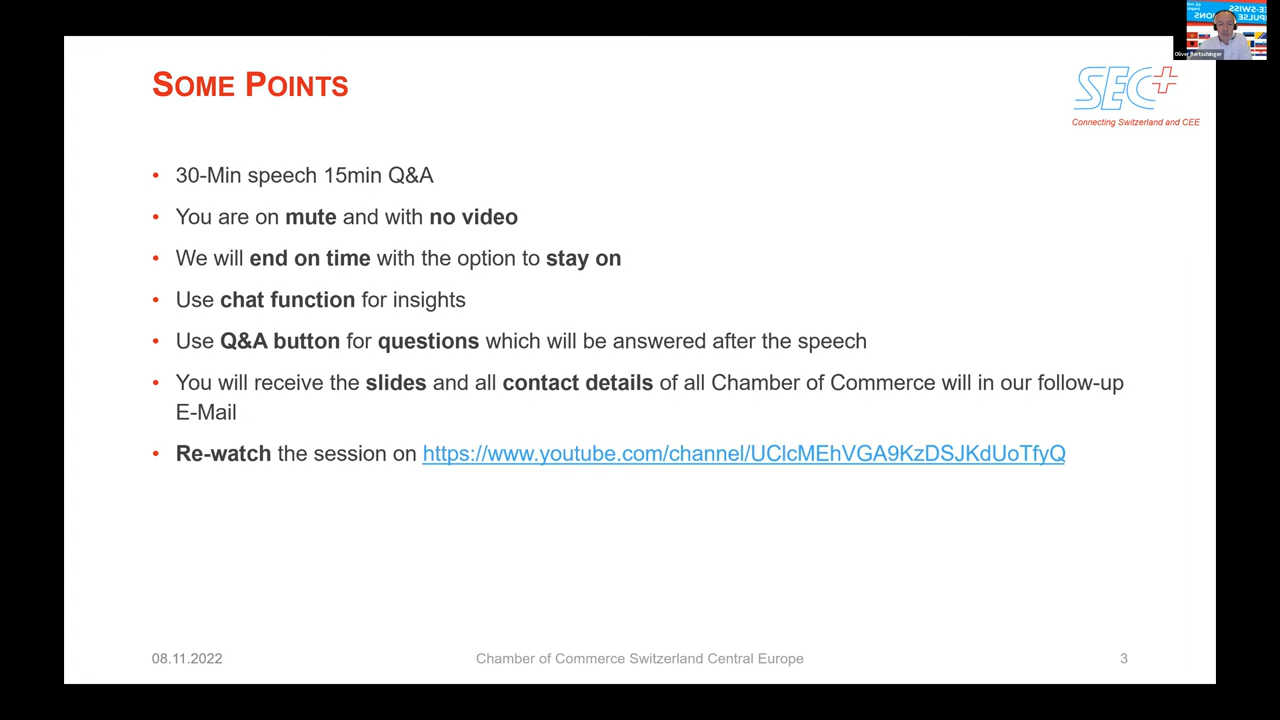 SOME POINTS
SEC+
Connecting Switzerland and CEE
Oliver Bertschinger
• 30-Min speech 15min Q&A
• You are on mute and with no video
• We will end on time with the option to stay on
• Use chat function for insights
• Use Q&A button for questions which will be answered after the speech
• You will receive the slides and all contact details of all Chamber of Commerce will in our follow-up
E-Mail
• Re-watch the session on https://www.youtube.com/channel/UClcMEhVGA9KzDSJKdUoTfyQ
08.11.2022
Chamber of Commerce Switzerland Central Europe
3